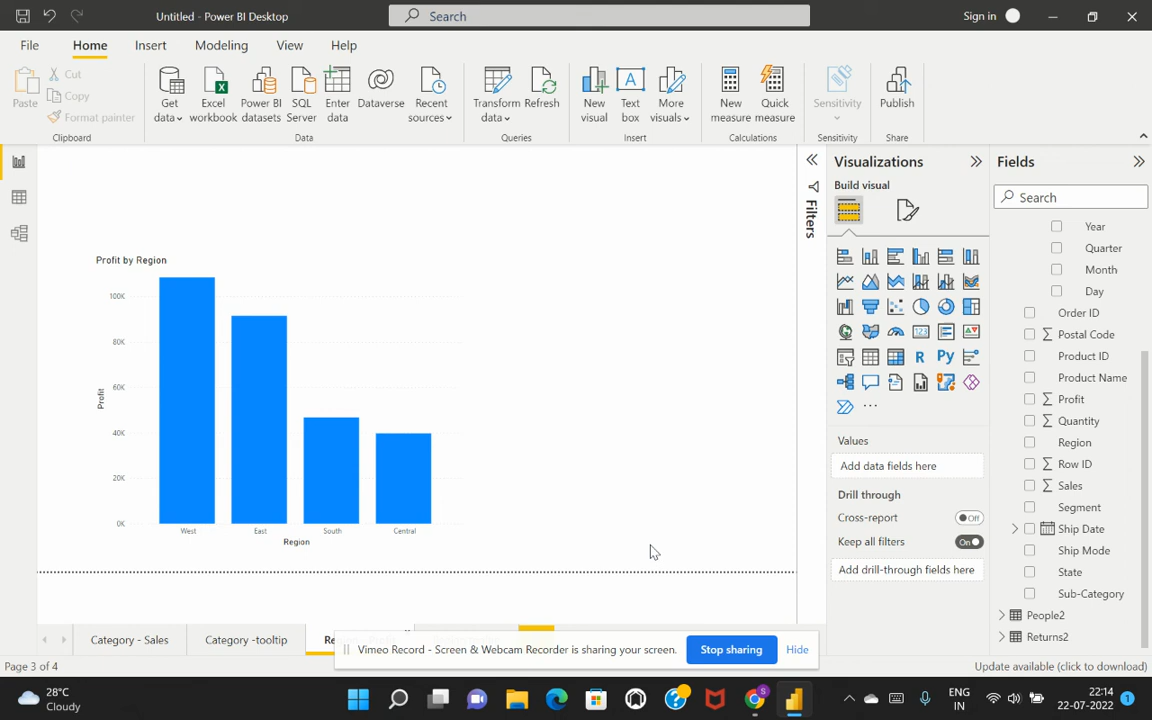 Untitled - Power BI Desktop
Search
Sign in
File
Home
Insert
Modeling
View
Help
Paste
Cut
Copy
Format painter
Clipboard
Get data
Excel workbook
Power BI datasets
SQL Server
Enter data
Dataverse
Recent sources
Data
Transform data
Refresh
Queries
New visual
Text box
More visuals
Insert
New measure
Quick measure
Calculations
Sensitivity
Sensitivity
Publish
Share
Profit by Region
100K
80K
60K
40K
20K
0K
Profit
West
East
South
Central
Region
Filters
Visualizations
Build visual
R
Py
123
Values
Add data fields here
Drill through
Cross-report
Off
Keep all filters
On
Add drill-through fields here
Fields
Search
Year
Quarter
Month
Day
Order ID
Postal Code
Product ID
Product Name
Profit
Quantity
Region
Row ID
Sales
Segment
Ship Date
Ship Mode
State
Sub-Category
People2
Returns2
Category - Sales
Category -tooltip
Vimeo Record - Screen & Webcam Recorder is sharing your screen.
Stop sharing
Hide
Page 3 of 4
Update available (click to download)
28°C
Cloudy
ENG
IN
22:14
22-07-2022
1